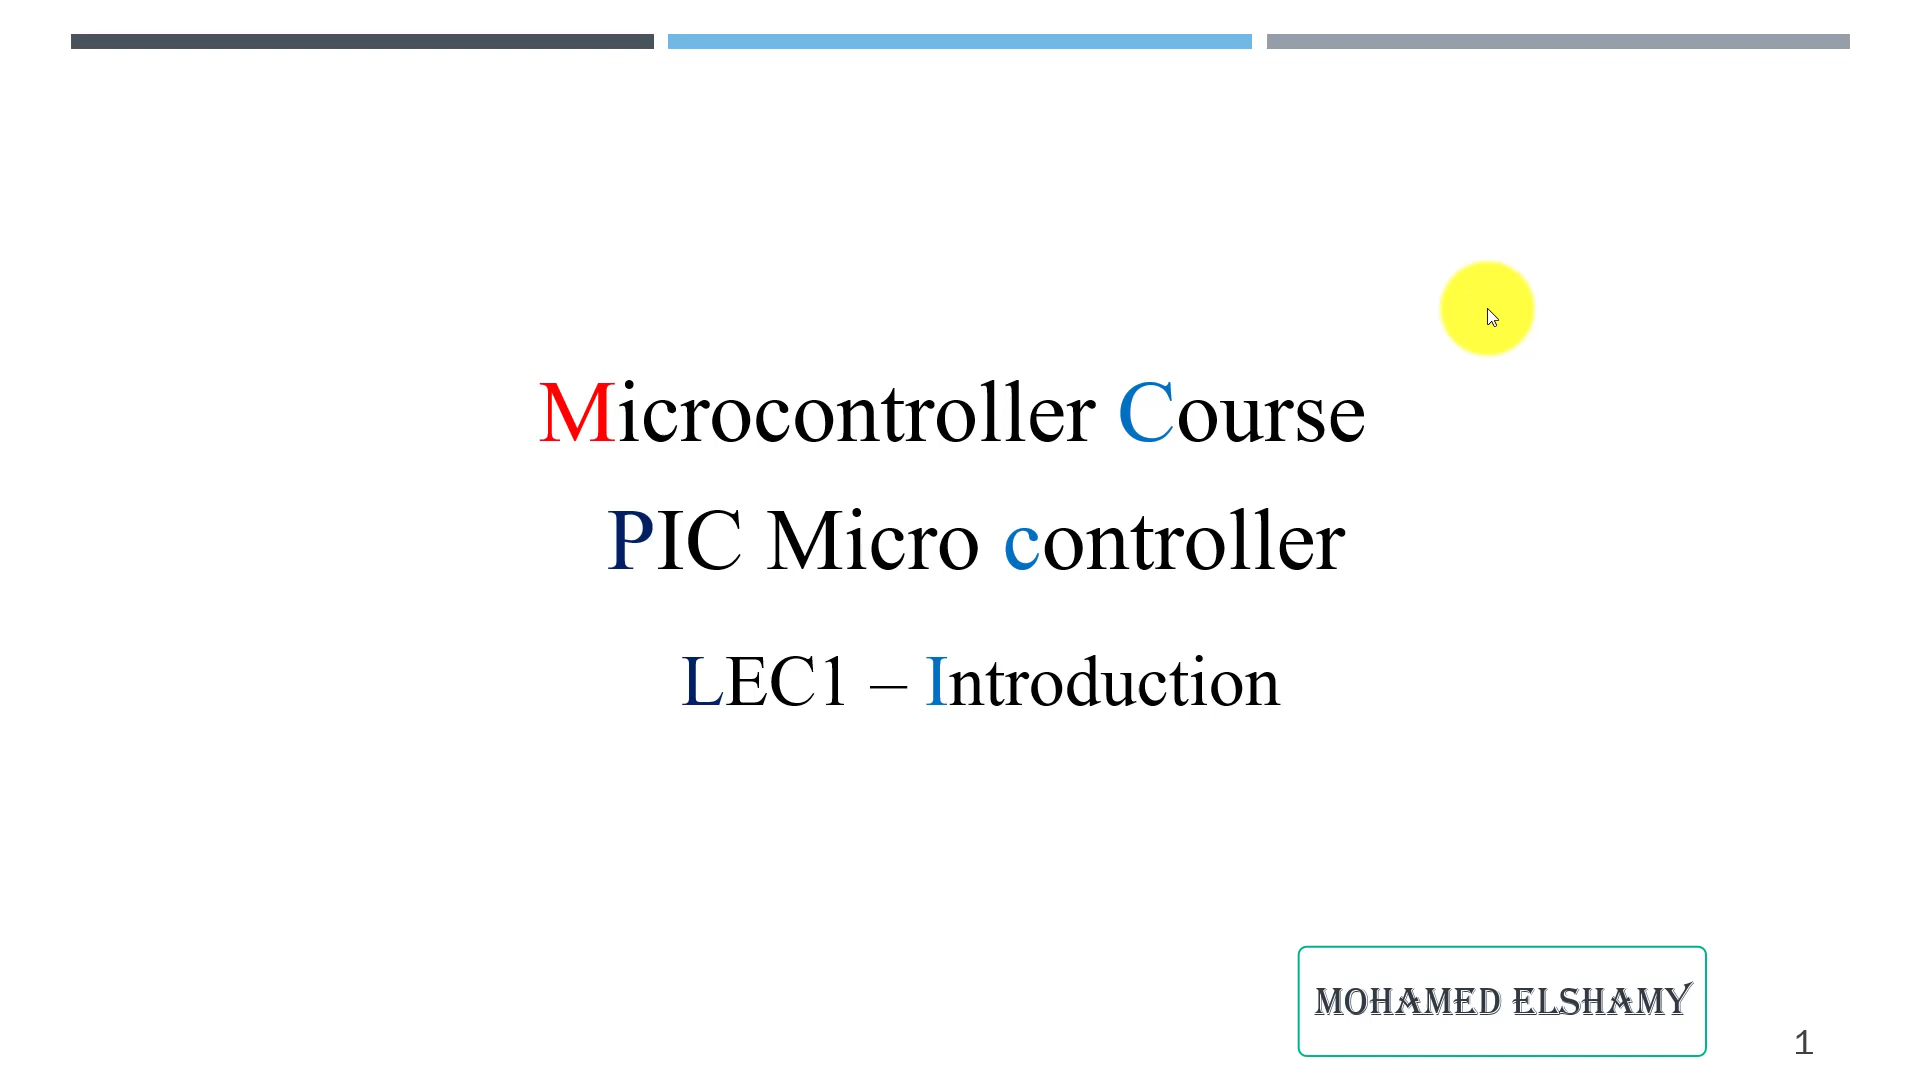 Microcontroller Course
PIC Micro controller
LEC1 – Introduction
MOHAMED ELSHAMY
1